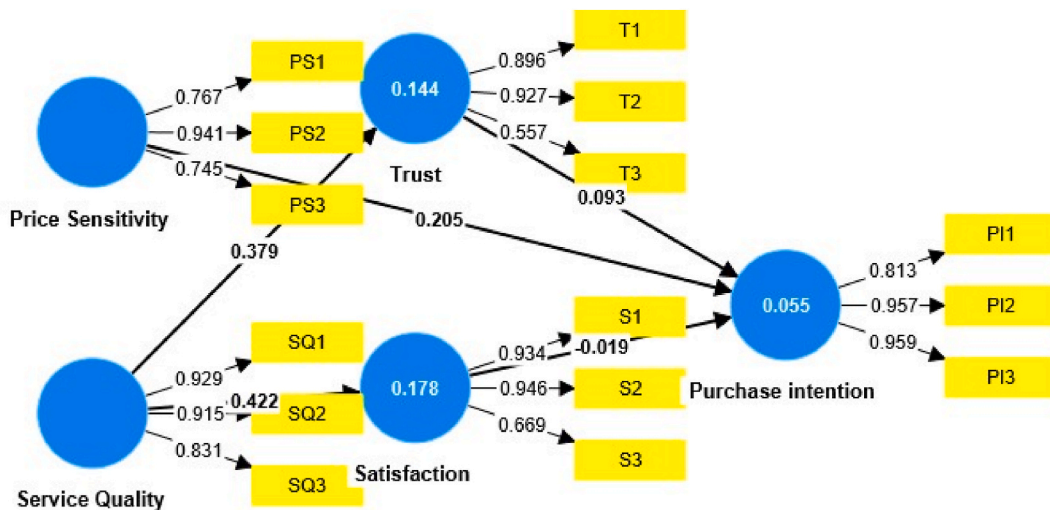 T1
0.896
PS1
0.767
0.144
0.927
T2
0.941
PS2
0.557
0.745
Trust
T3
PS3
0.093
Price Sensitivity
0.205
0.379
PI1
0.813
0.055
0.957
PI2
S1
SQ1
0.934
-0.019
0.959
0.929
PI3
0.178
0.946
S2
Purchase intention
0.422
0.915
SQ2
0.669
0.831
S3
Satisfaction
SQ3
Service Quality